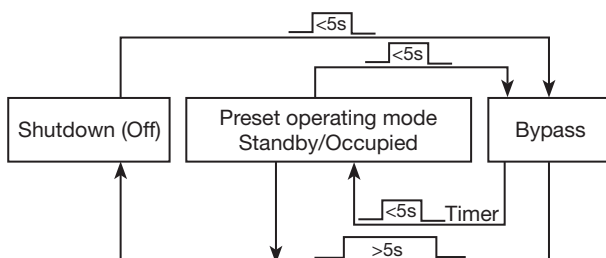 <5s
<5s
Shutdown (Off)
Preset operating mode
Standby/Occupied
Bypass
<5s
Timer
>5s